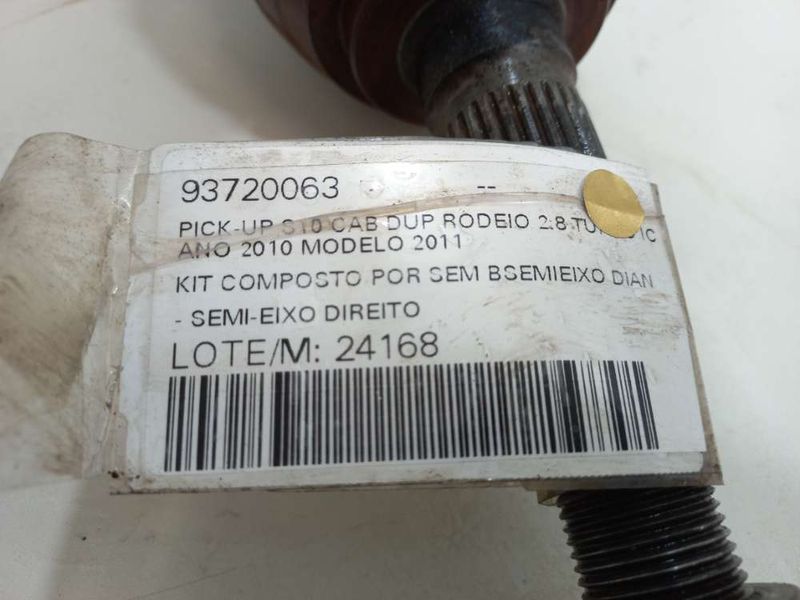 93720063 --
PICK-UP S10 CAB DUP RODEIO 2.8 IC
ANO 2010 MODELO 2011
KIT COMPOSTO POR SEM BSEMIEIXO DIAN
- SEMI-EIXO DIREITO
LOTE/M: 24168